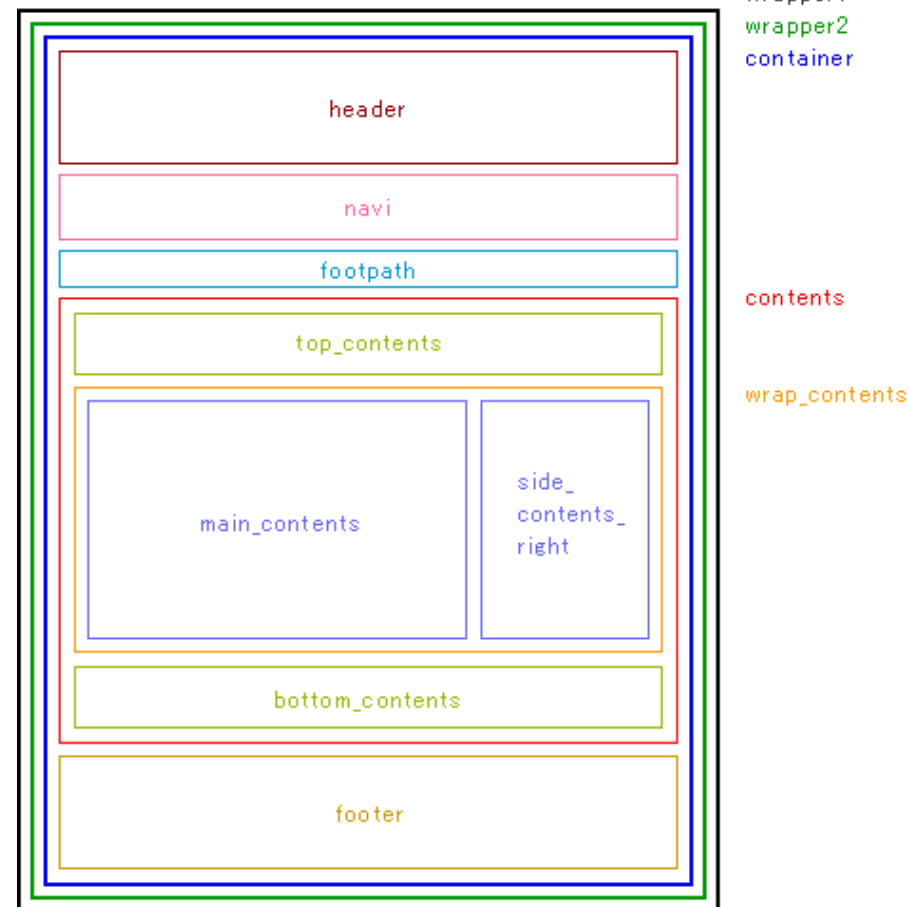 wrapper2
container
header
navi
footpath
contents
top_contents
wrap_contents
side_
contents_
right
main_contents
bottom_contents
footer